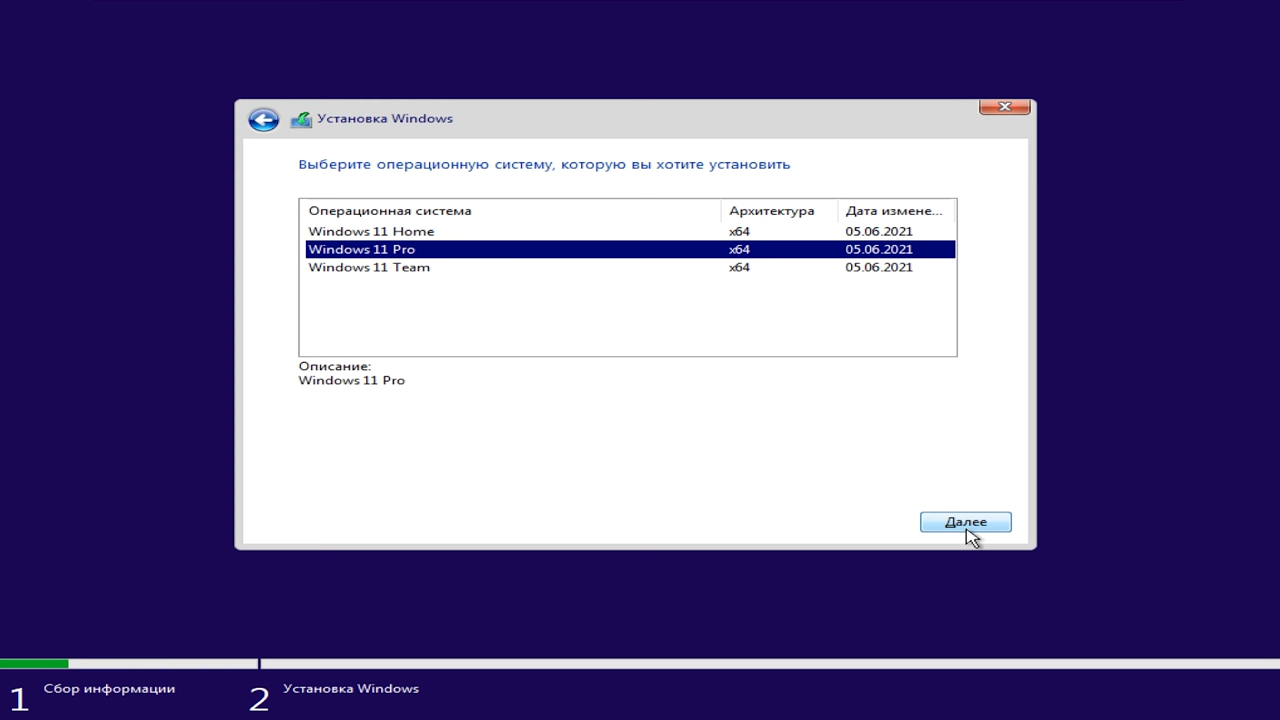 Установка Windows
Выберите операционную систему, которую вы хотите установить
Операционная система Архитектура Дата измене...
Windows 11 Home x64 05.06.2021
Windows 11 Pro x64 05.06.2021
Windows 11 Team x64 05.06.2021
Описание:
Windows 11 Pro
Далее
1 Сбор информации 2 Установка Windows